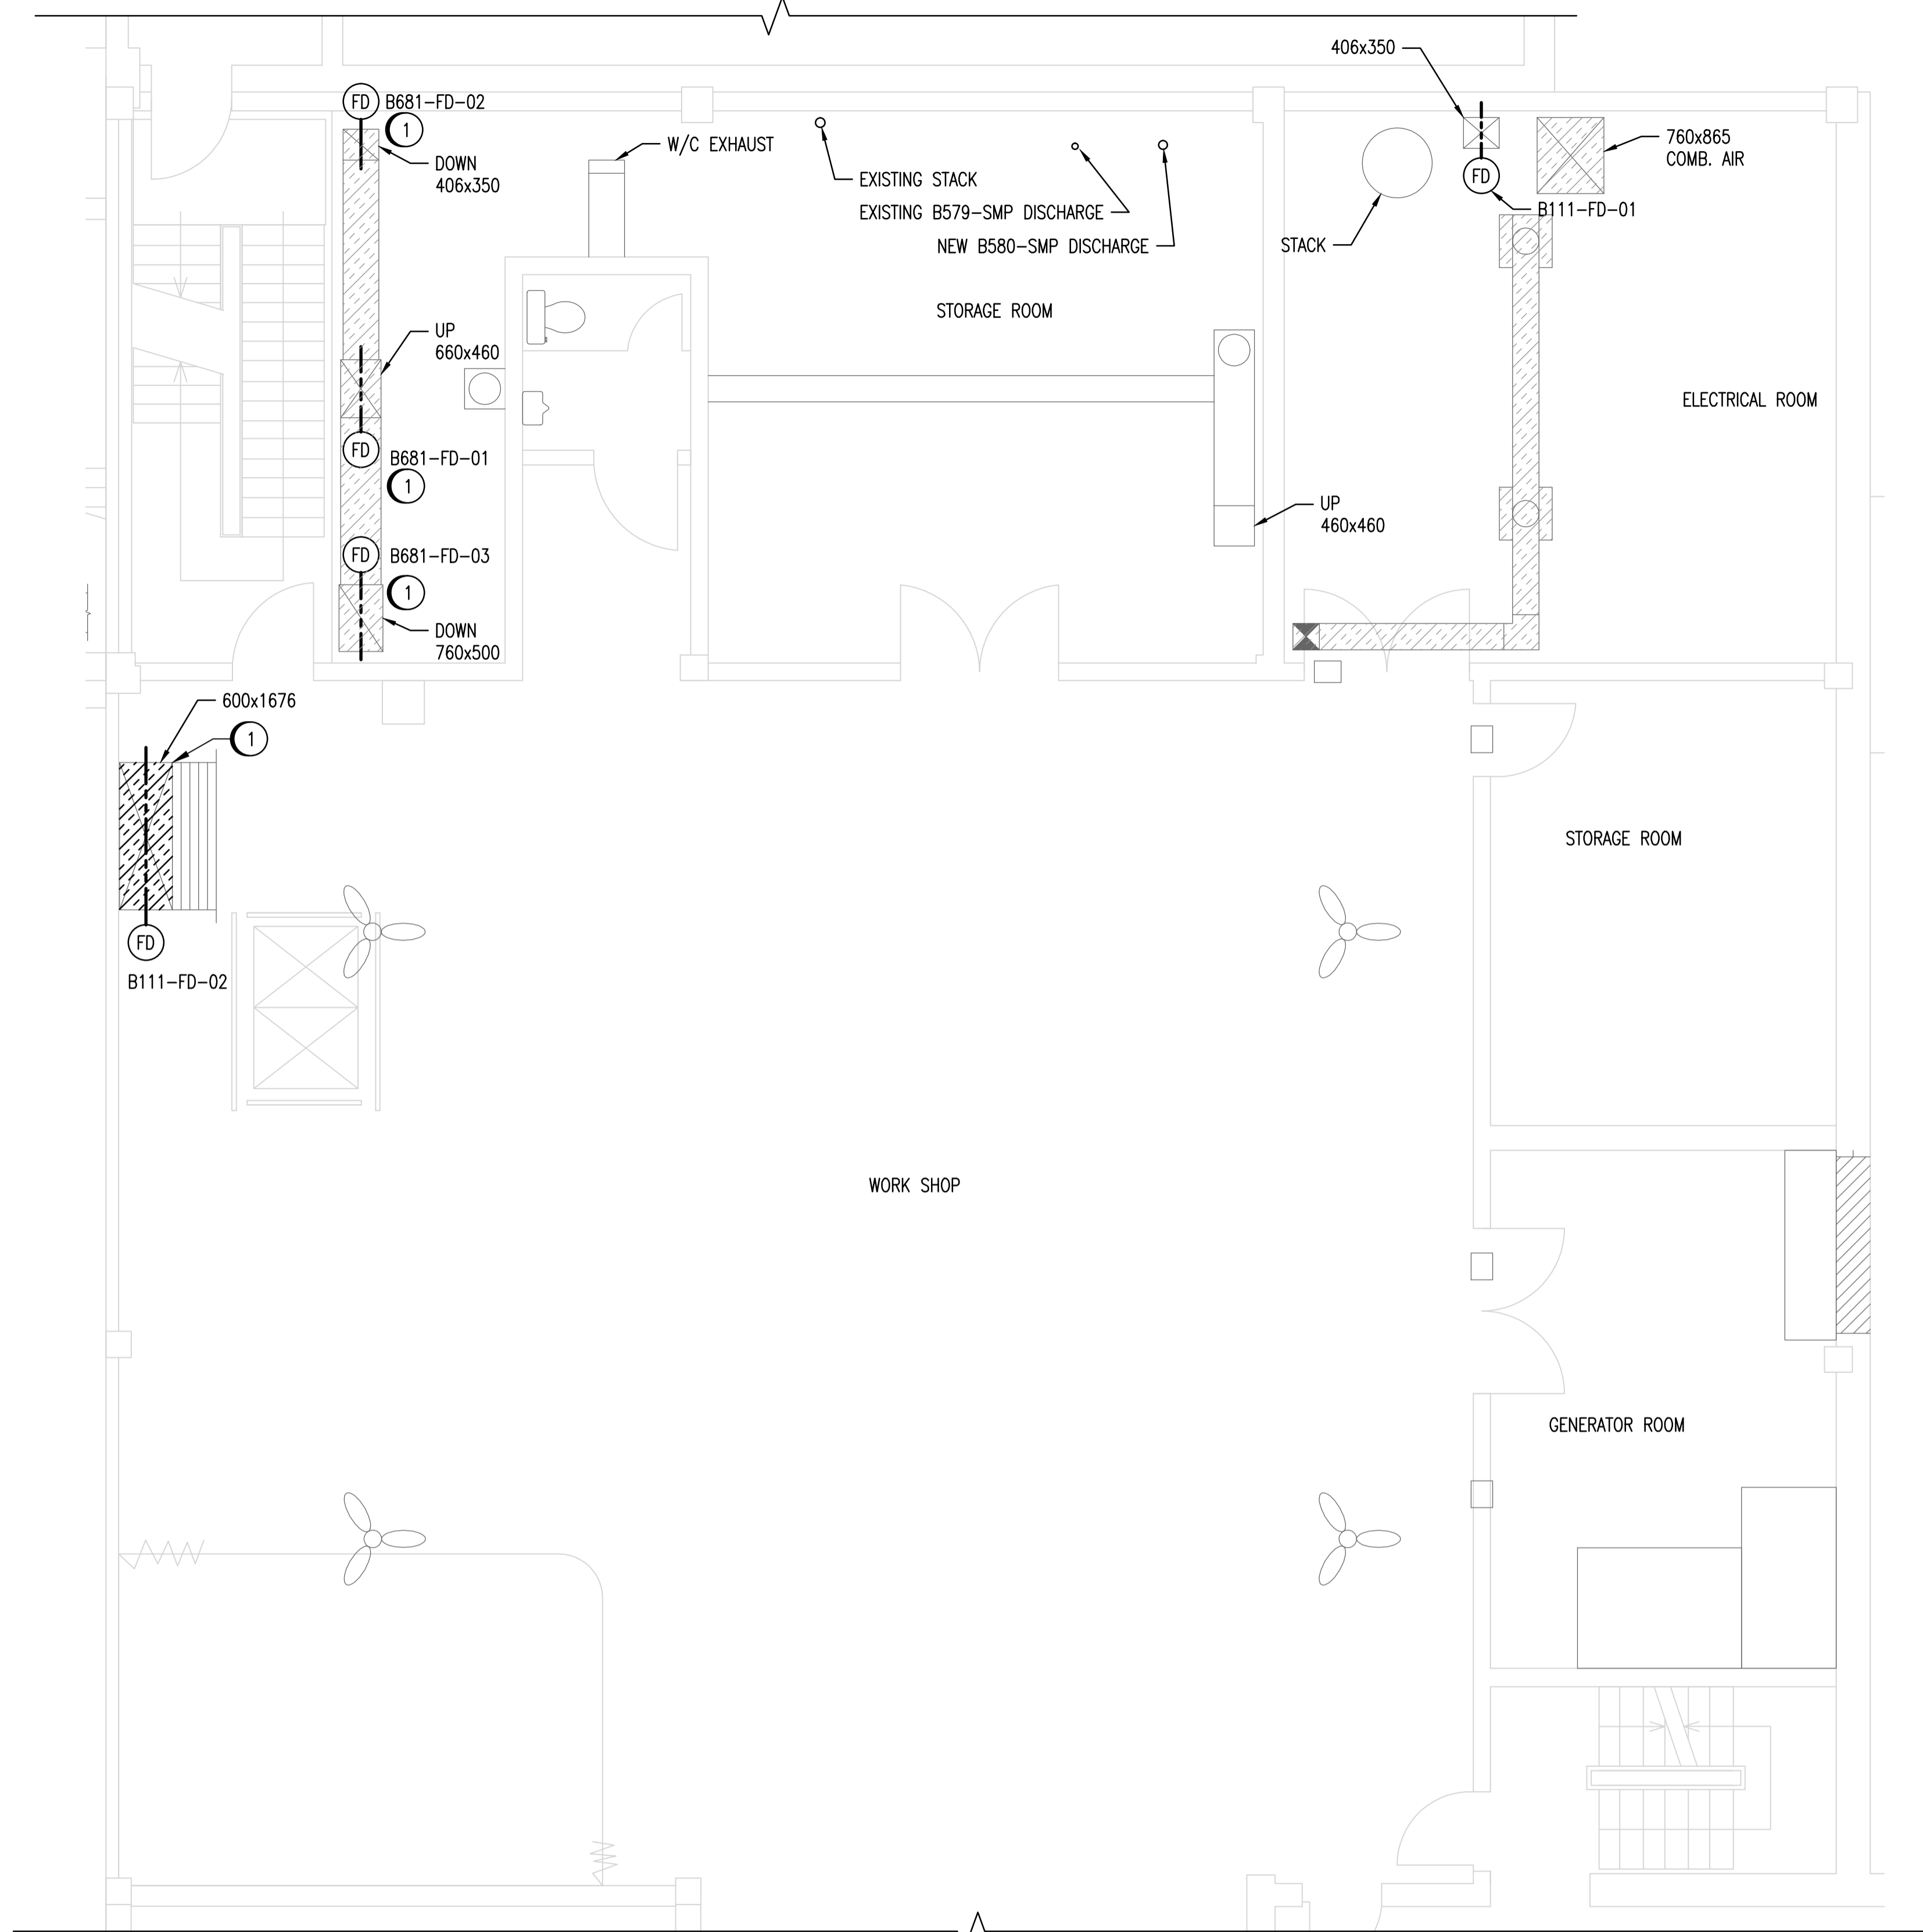 406x350
FD
B681-FD-02
1
DOWN
406x350
W/C EXHAUST
EXISTING STACK
EXISTING B579-SMP DISCHARGE
NEW B580-SMP DISCHARGE
STACK
FD
B111-FD-01
760x865
COMB. AIR
STORAGE ROOM
UP
660x460
FD
B681-FD-01
1
ELECTRICAL ROOM
UP
460x460
FD
B681-FD-03
1
DOWN
760x500
600x1676
1
FD
B111-FD-02
STORAGE ROOM
WORK SHOP
GENERATOR ROOM